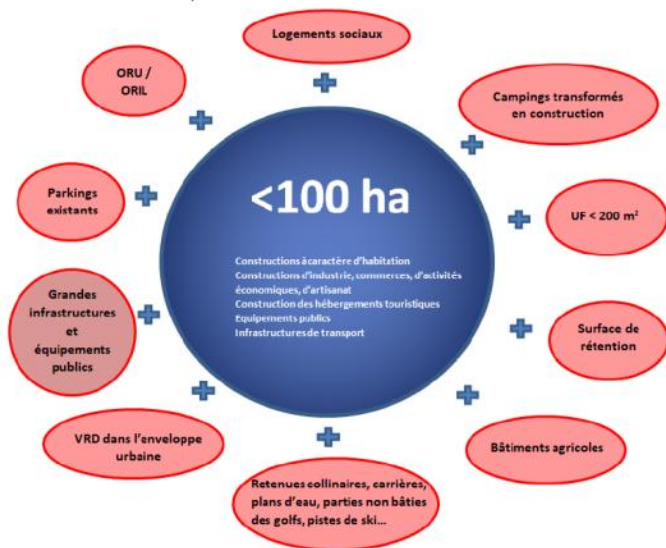 Logements sociaux
ORU /
ORIL
Campings transformés
en construction
Parkings
existants
<100 ha
UF < 200 m²
Constructions à caractère d'habitation
Constructions d'industrie, commerces, d'activités
économiques, d'artisanat
Construction des hébergements touristiques
Equipements publics
Infrastructures de transport
Grandes
infrastructures
et
équipements
publics
Surface de
rétention
VRD dans l'enveloppe
urbaine
Bâtiments agricoles
Retenues collinaires, carrières,
plans d'eau, parties non bâties
des golfs, pistes de ski...